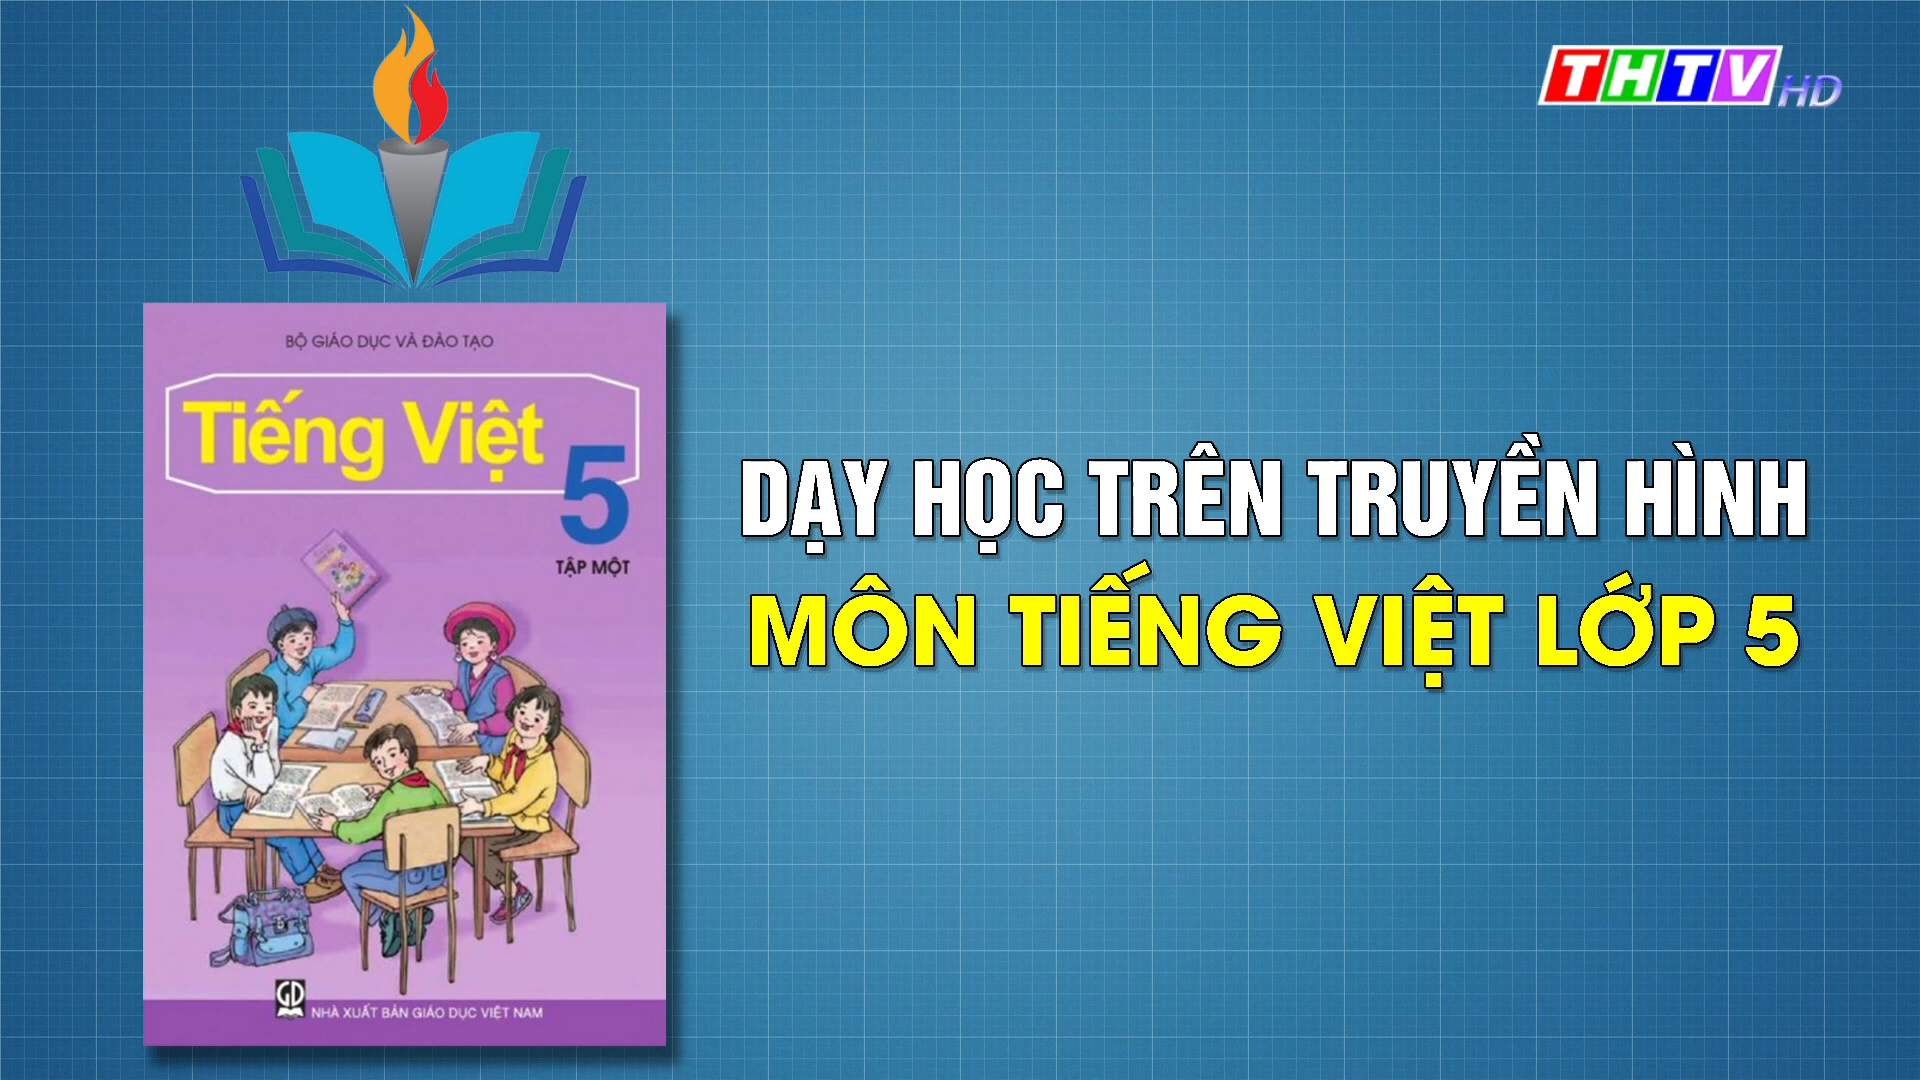 THTV HD
BỘ GIÁO DỤC VÀ ĐÀO TẠO
Tiếng Việt
5
TẬP MỘT
GD
NHÀ XUẤT BẢN GIÁO DỤC VIỆT NAM
DẠY HỌC TRÊN TRUYỀN HÌNH
MÔN TIẾNG VIỆT LỚP 5